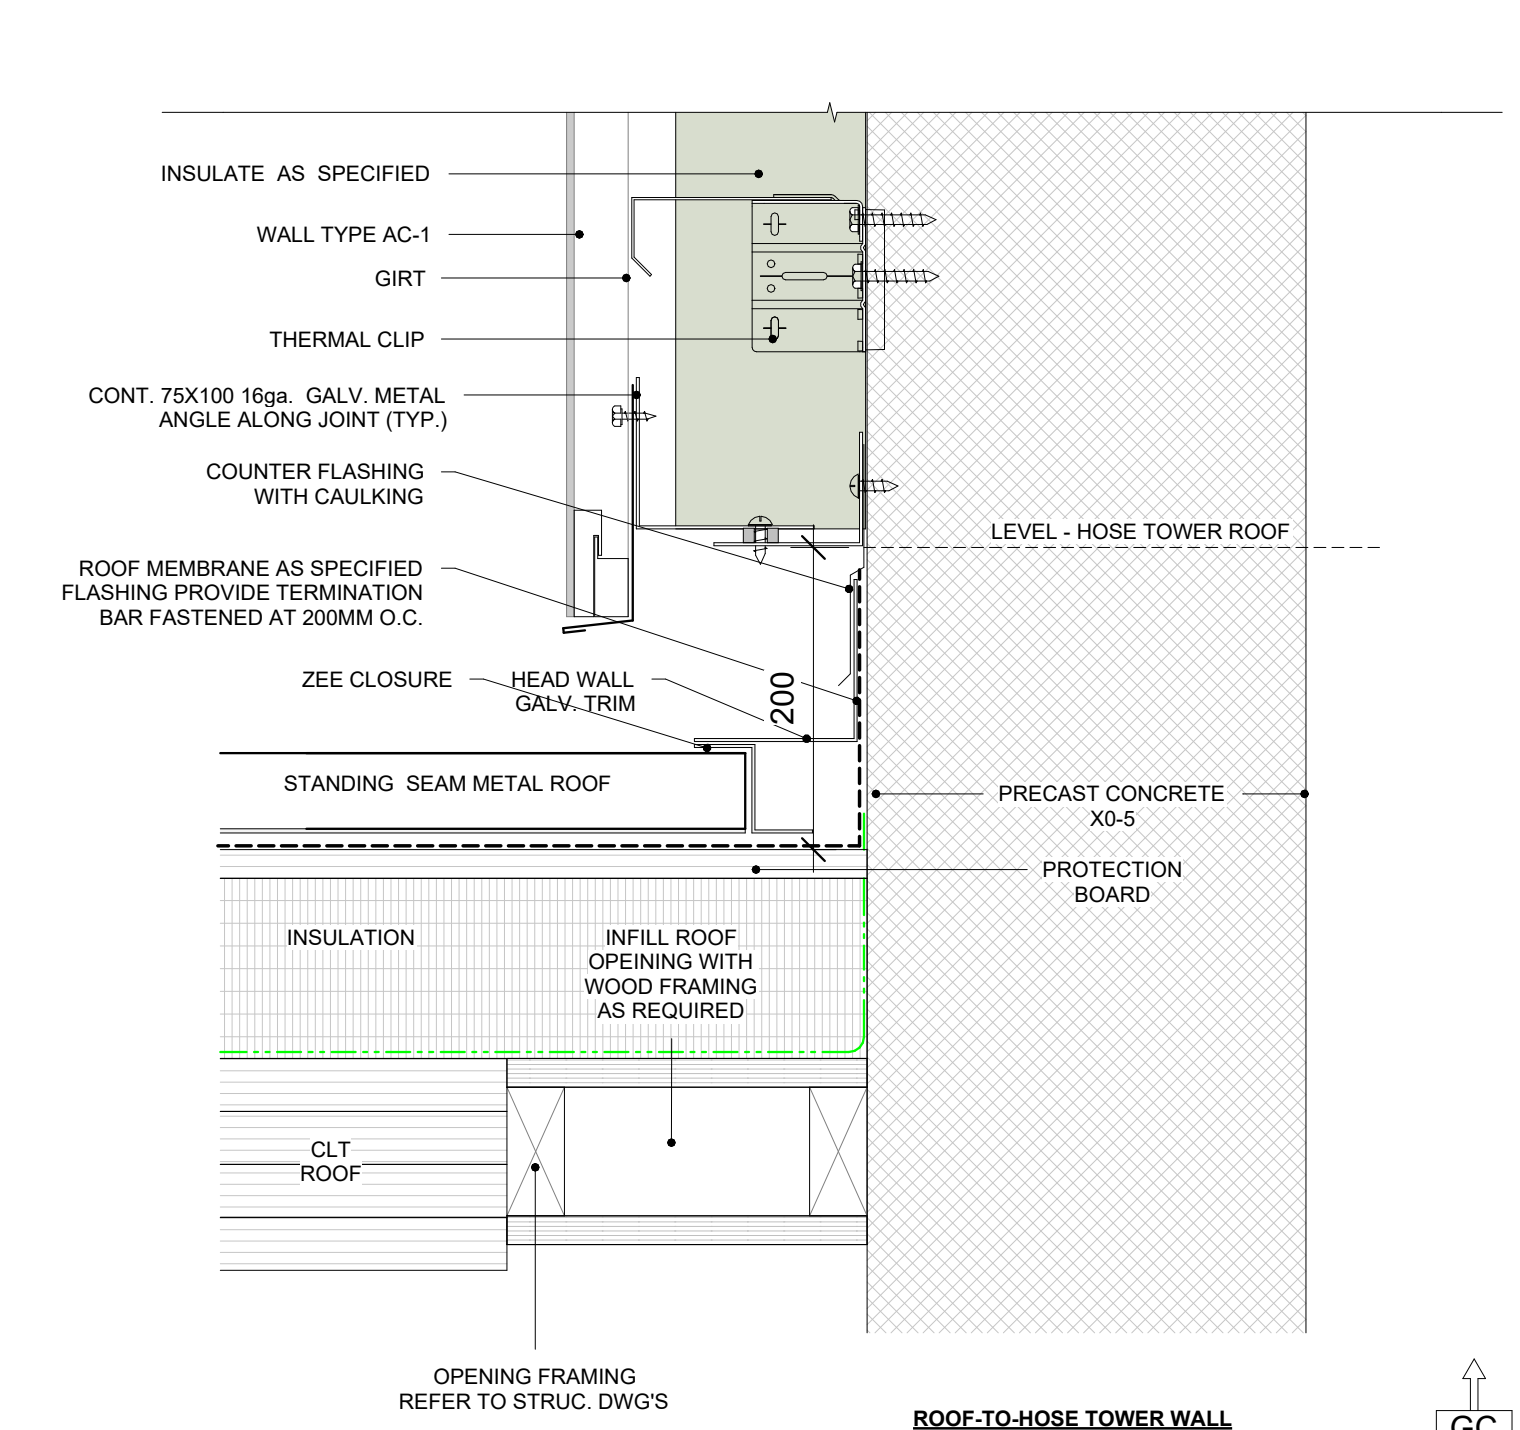 INSULATE AS SPECIFIED
WALL TYPE AC-1
GIRT
THERMAL CLIP
CONT. 75X100 16ga. GALV. METAL
ANGLE ALONG JOINT (TYP.)
COUNTER FLASHING
WITH CAULKING
LEVEL - HOSE TOWER ROOF
ROOF MEMBRANE AS SPECIFIED
FLASHING PROVIDE TERMINATION
BAR FASTENED AT 200MM O.C.
ZEE CLOSURE
HEAD WALL
GALV. TRIM
200
STANDING SEAM METAL ROOF
PRECAST CONCRETE
X0-5
PROTECTION
BOARD
INSULATION
INFILL ROOF
OPEINING WITH
WOOD FRAMING
AS REQUIRED
CLT
ROOF
OPENING FRAMING
REFER TO STRUC. DWG'S
ROOF-TO-HOSE TOWER WALL
GC